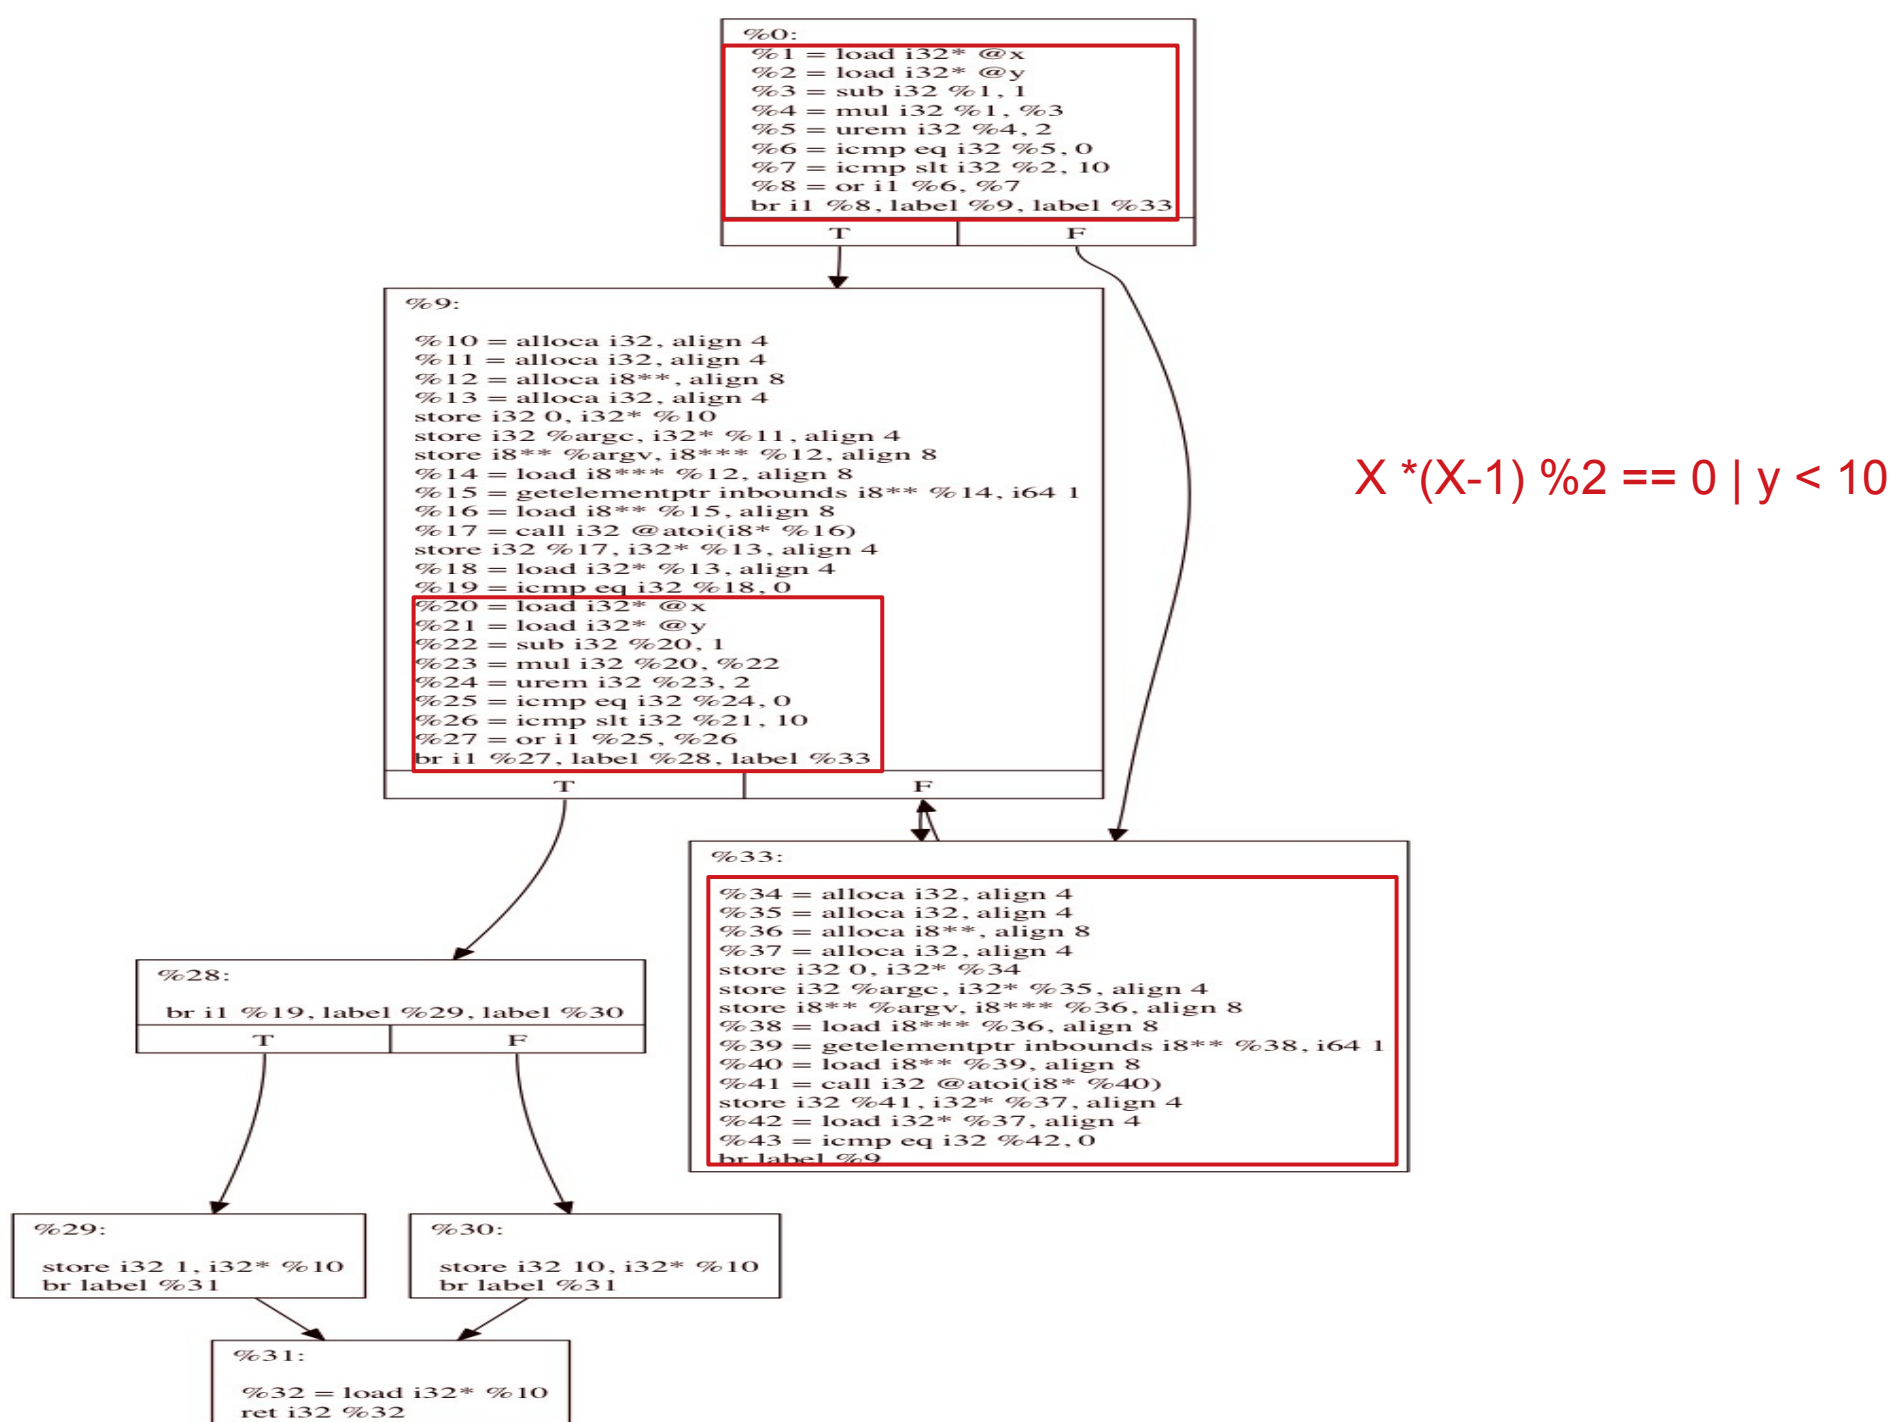 %0:
%1 = load i32* @x
%2 = load i32* @y
%3 = sub i32 %1, 1
%4 = mul i32 %1, %3
%5 = urem i32 %4, 2
%6 = icmp eq i32 %5, 0
%7 = icmp slt i32 %2, 10
%8 = or i1 %6, %7
br i1 %8, label %9, label %33
T
F
%9:
%10 = alloca i32, align 4
%11 = alloca i32, align 4
%12 = alloca i8**, align 8
%13 = alloca i32, align 4
store i32 0, i32* %10
store i32 %argc, i32* %11, align 4
store i8** %argv, i8*** %12, align 8
%14 = load i8*** %12, align 8
%15 = getelementptr inbounds i8** %14, i64 1
%16 = load i8** %15, align 8
%17 = call i32 @atoi(i8* %16)
store i32 %17, i32* %13, align 4
%18 = load i32* %13, align 4
%19 = icmp eq i32 %18, 0
%20 = load i32* @x
%21 = load i32* @y
%22 = sub i32 %20, 1
%23 = mul i32 %20, %22
%24 = urem i32 %23, 2
%25 = icmp eq i32 %24, 0
%26 = icmp slt i32 %21, 10
%27 = or i1 %25, %26
br i1 %27, label %28, label %33
T
F
X *(X-1) %2 == 0 | y < 10
%33:
%34 = alloca i32, align 4
%35 = alloca i32, align 4
%36 = alloca i8**, align 8
%37 = alloca i32, align 4
store i32 0, i32* %34
store i32 %argc, i32* %35, align 4
store i8** %argv, i8*** %36, align 8
%38 = load i8*** %36, align 8
%39 = getelementptr inbounds i8** %38, i64 1
%40 = load i8** %39, align 8
%41 = call i32 @atoi(i8* %40)
store i32 %41, i32* %37, align 4
%42 = load i32* %37, align 4
%43 = icmp eq i32 %42, 0
br label %9
%28:
br i1 %19, label %29, label %30
T
F
%29:
store i32 1, i32* %10
br label %31
%30:
store i32 10, i32* %10
br label %31
%31:
%32 = load i32* %10
ret i32 %32